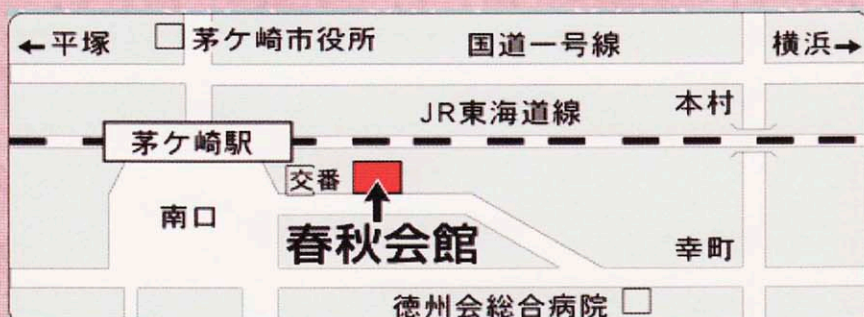 ←平塚
茅ケ崎市役所
国道一号線
横浜→
JR東海道線
本村
茅ケ崎駅
交番
南口
春秋会館
幸町
徳州会総合病院